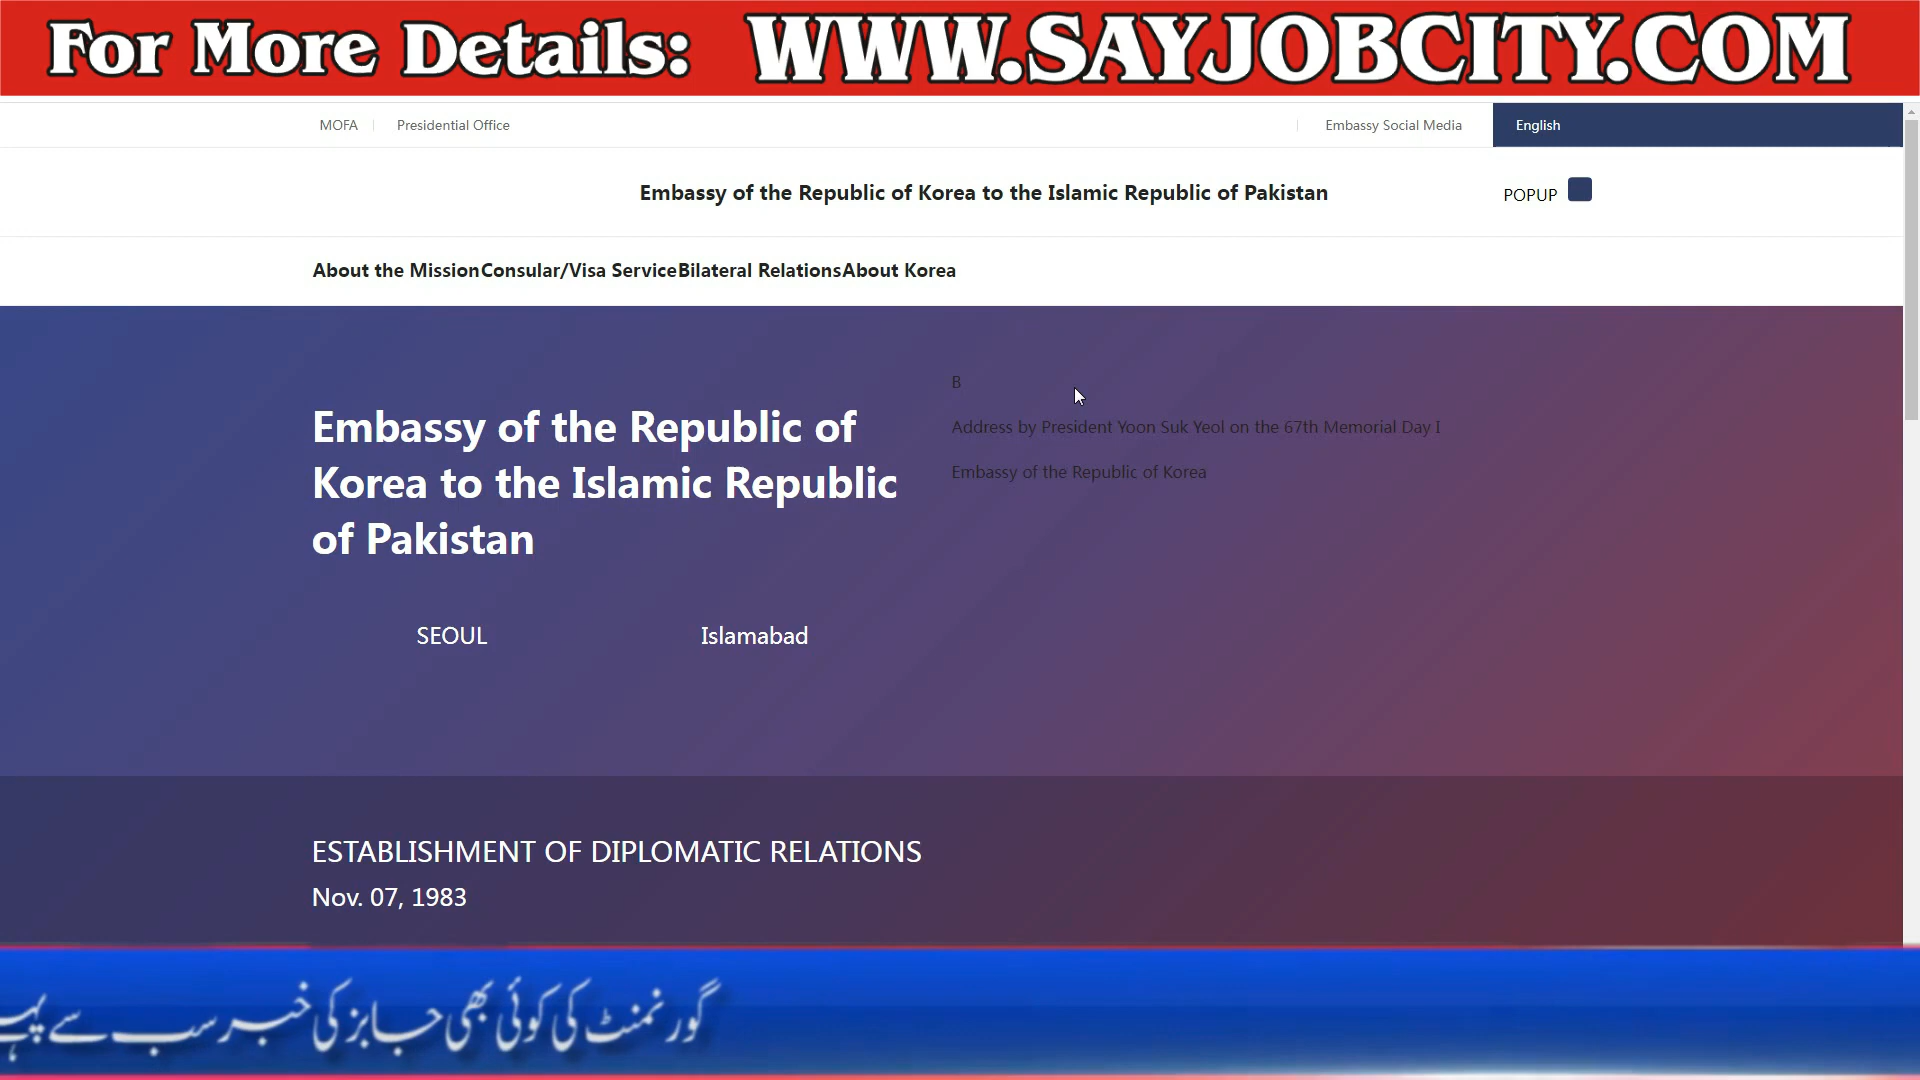 For More Details: WWW.SAYJOBCITY.COM
MOFA
Presidential Office
Embassy Social Media
English
Embassy of the Republic of Korea to the Islamic Republic of Pakistan
POPUP
About the Mission Consular/Visa Service Bilateral Relations About Korea
B
Address by President Yoon Suk Yeol on the 67th Memorial Day I
Embassy of the Republic of Korea
Embassy of the Republic of
Korea to the Islamic Republic
of Pakistan
SEOUL
Islamabad
ESTABLISHMENT OF DIPLOMATIC RELATIONS
Nov. 07, 1983
گورنمنٹ کی کوئی بھی جابز کی خبر سب سے